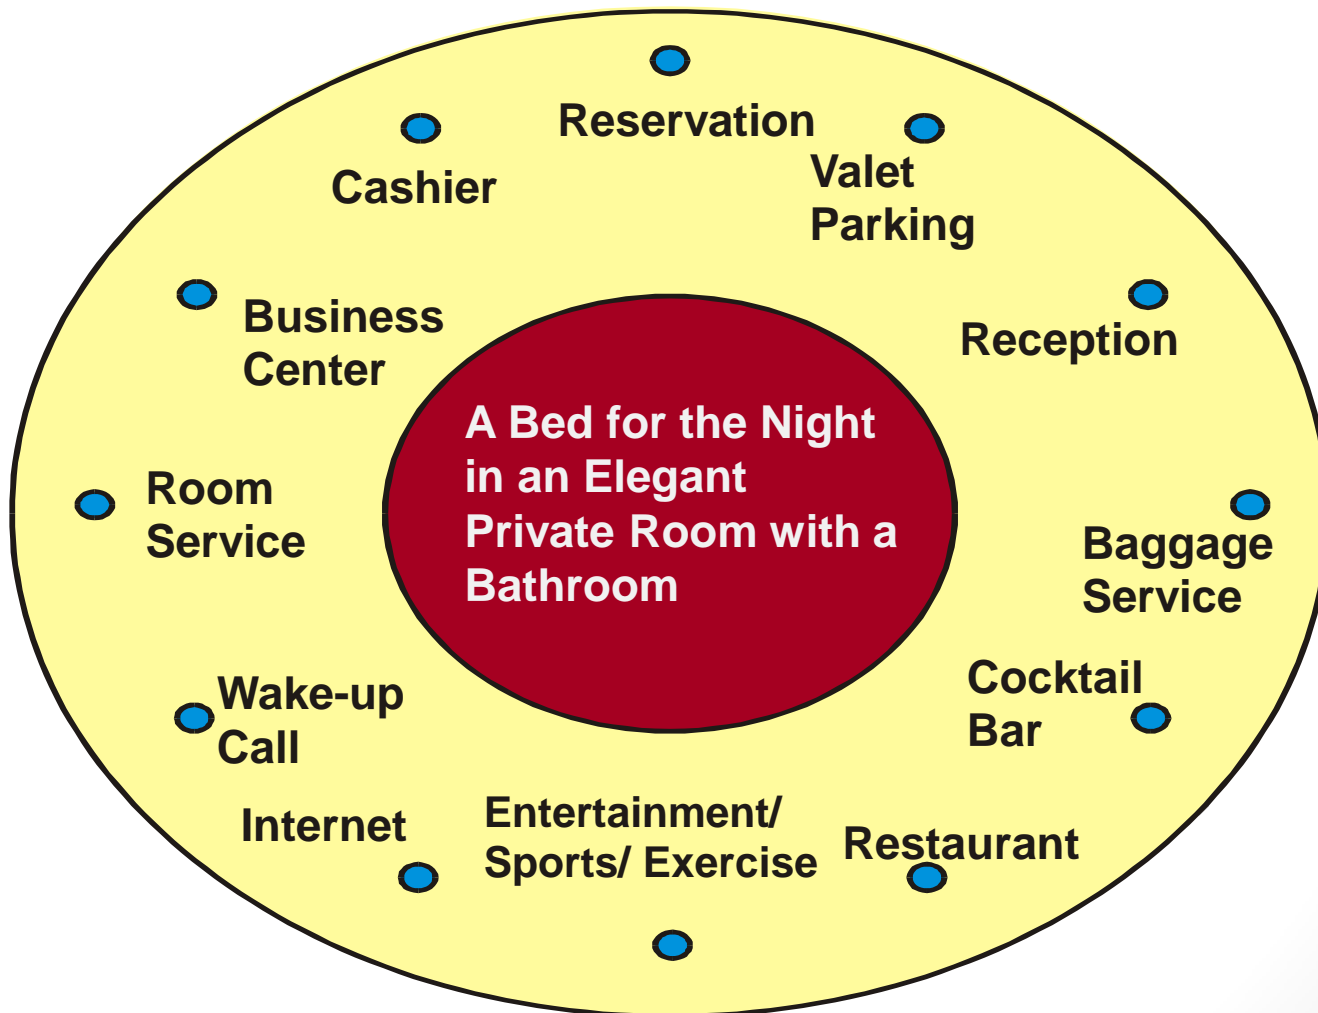 Reservation
Cashier
Valet
Parking
Business
Center
Reception
A Bed for the Night
in an Elegant
Private Room with a
Bathroom
Room
Service
Baggage
Service
Wake-up
Call
Cocktail
Bar
Internet
Entertainment/
Sports/ Exercise
Restaurant